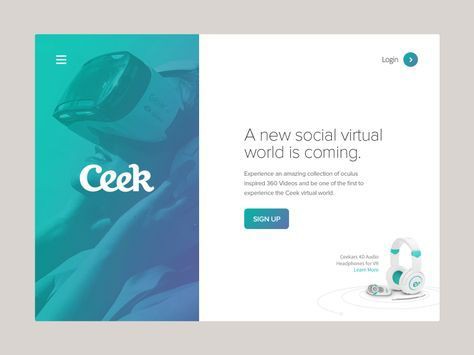 Login
Ceek
A new social virtual
world is coming.
Experience an amazing collection of oculus
inspired 360 Videos and be one of the first to
experience the Ceek virtual world.
SIGN UP
Ceekars 4D Audio
Headphones for VR
Learn More